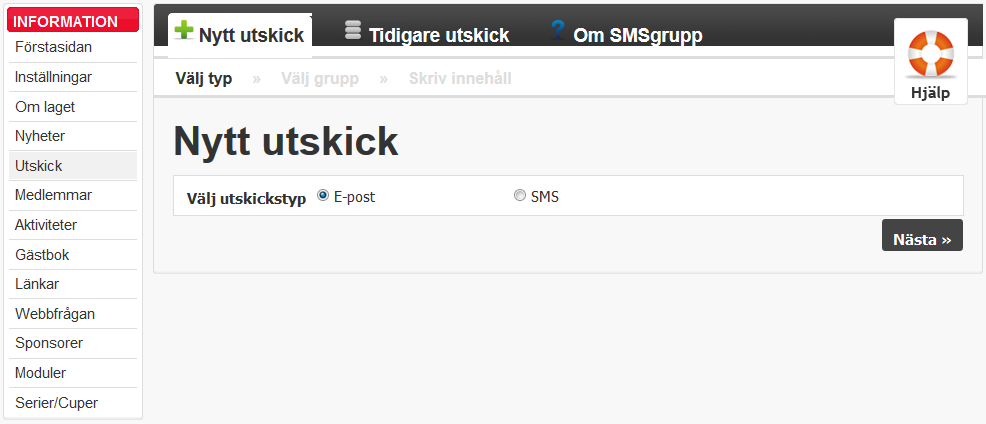 INFORMATION
Förstasidan
Inställningar
Om laget
Nyheter
Utskick
Medlemmar
Aktiviteter
Gästbok
Länkar
Webbfrågan
Sponsorer
Moduler
Serier/Cuper
Nytt utskick Tidigare utskick Om SMSgrupp
Hjälp
Välj typ » Välj grupp » Skriv innehåll
Nytt utskick
Välj utskickstyp E-post SMS
Nästa »